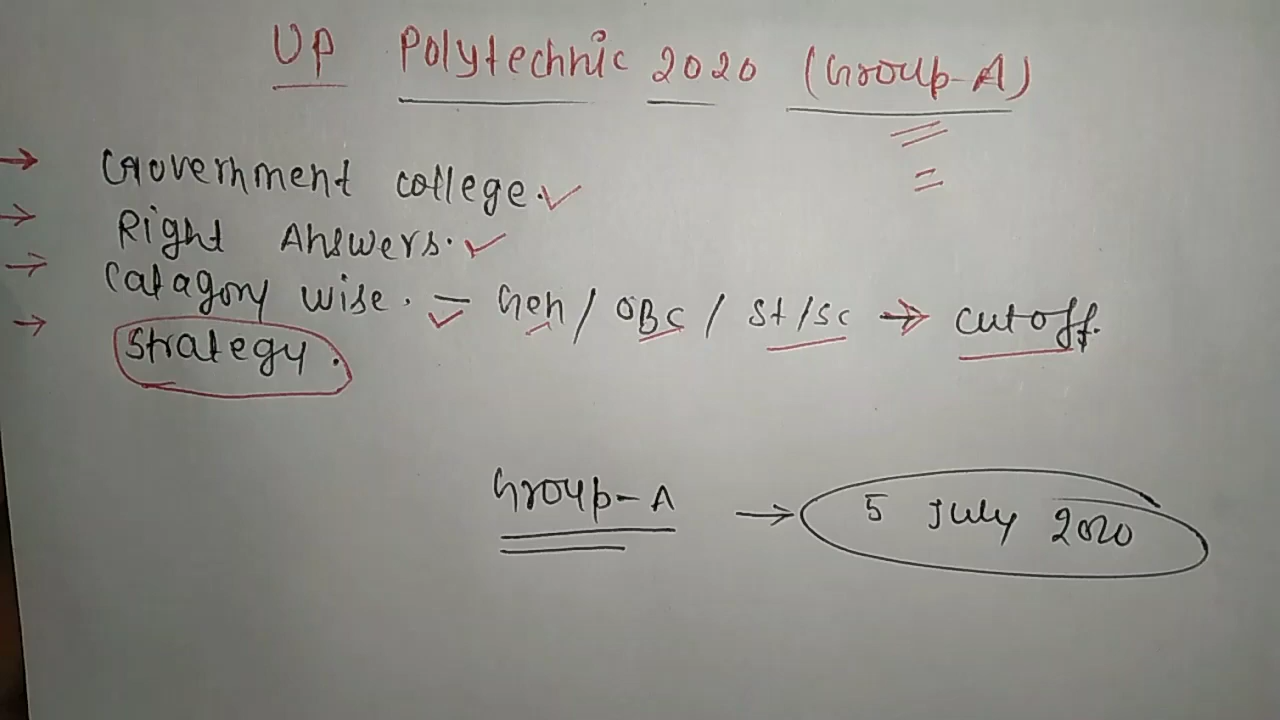 UP Polytechnic 2020 (Group-A)
→ Government college.
→ Right Answers.
→ Catagory wise. - Gen / OBC / St/Sc → cutoff.
→ Strategy.
Group-A → 5 July 2020